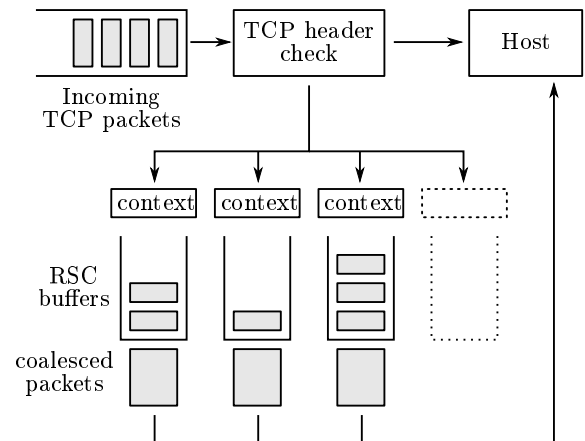 TCP header
check
Host
Incoming
TCP packets
context
context
context
RSC
buffers
coalesced
packets